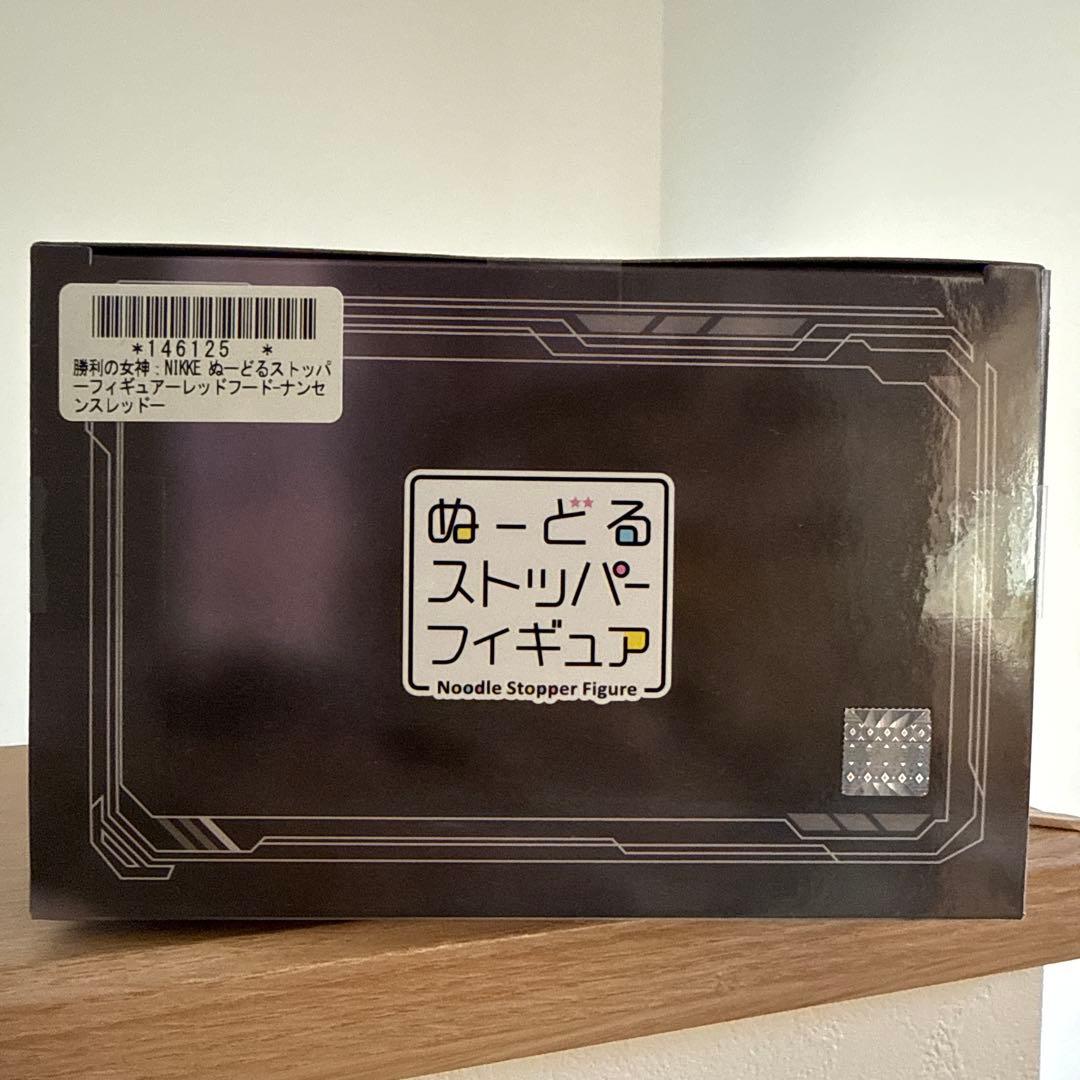 *146125 *
勝利の女神:NIKKE ぬーどるストッパ
ーフィギュアーレッドフード-ナンセ
ンスレッドー
ぬーどる
ストッパー
フィギュア
Noodle Stopper Figure